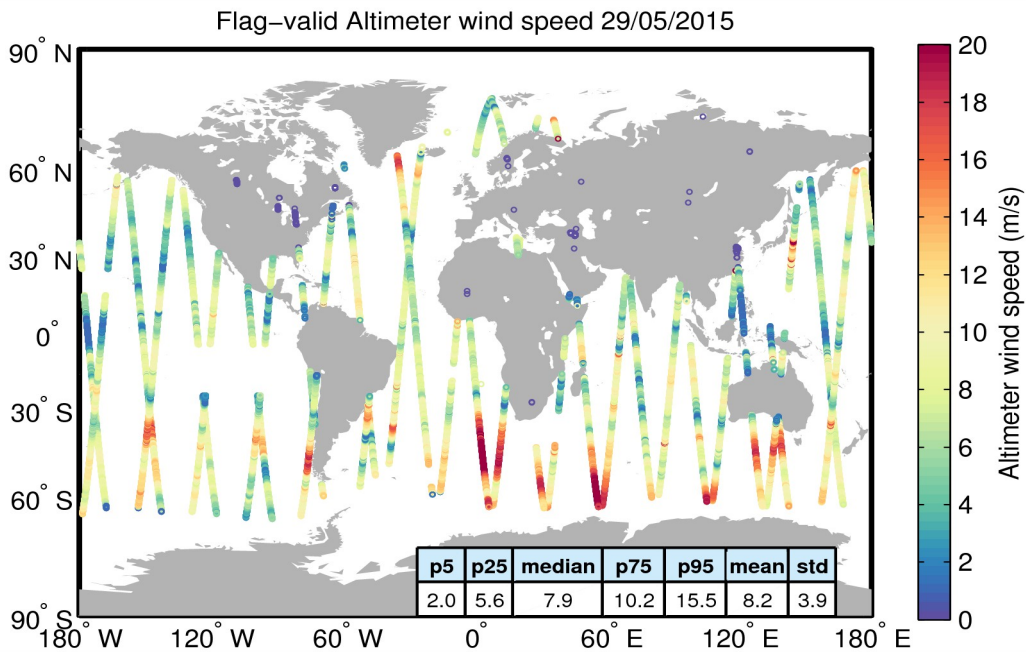 Flag−valid Altimeter wind speed 29/05/2015
90° N
60° N
30° N
0°
30° S
60° S
90° S
180° W
120° W
60° W
0°
60° E
120° E
180° E
p5 p25 median p75 p95 mean std
2.0 5.6 7.9 10.2 15.5 8.2 3.9
20
18
16
14
12
10
8
6
4
2
0
Altimeter wind speed (m/s)